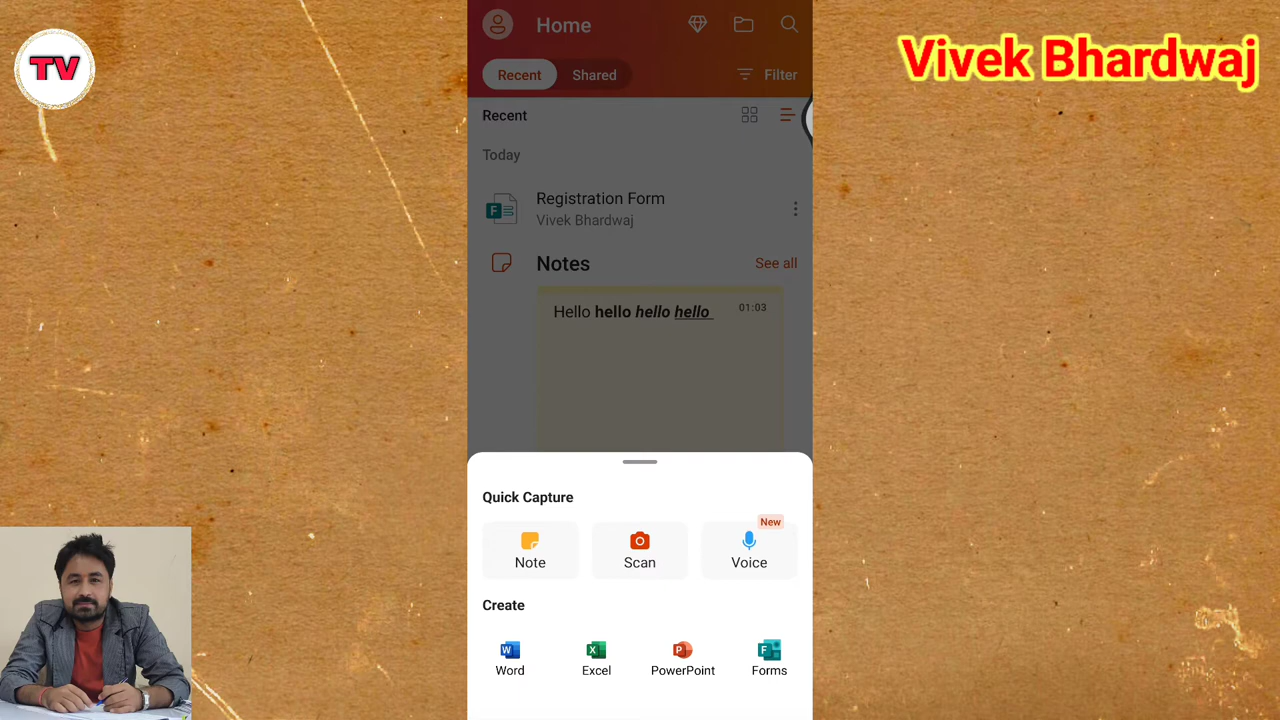 TV
Vivek Bhardwaj
Home
Recent
Shared
Filter
Recent
Today
F
Registration Form
Vivek Bhardwaj
Notes
See all
Hello hello hello hello
01:03
Quick Capture
New
Note
Scan
Voice
Create
W
X
P
F
Word
Excel
PowerPoint
Forms